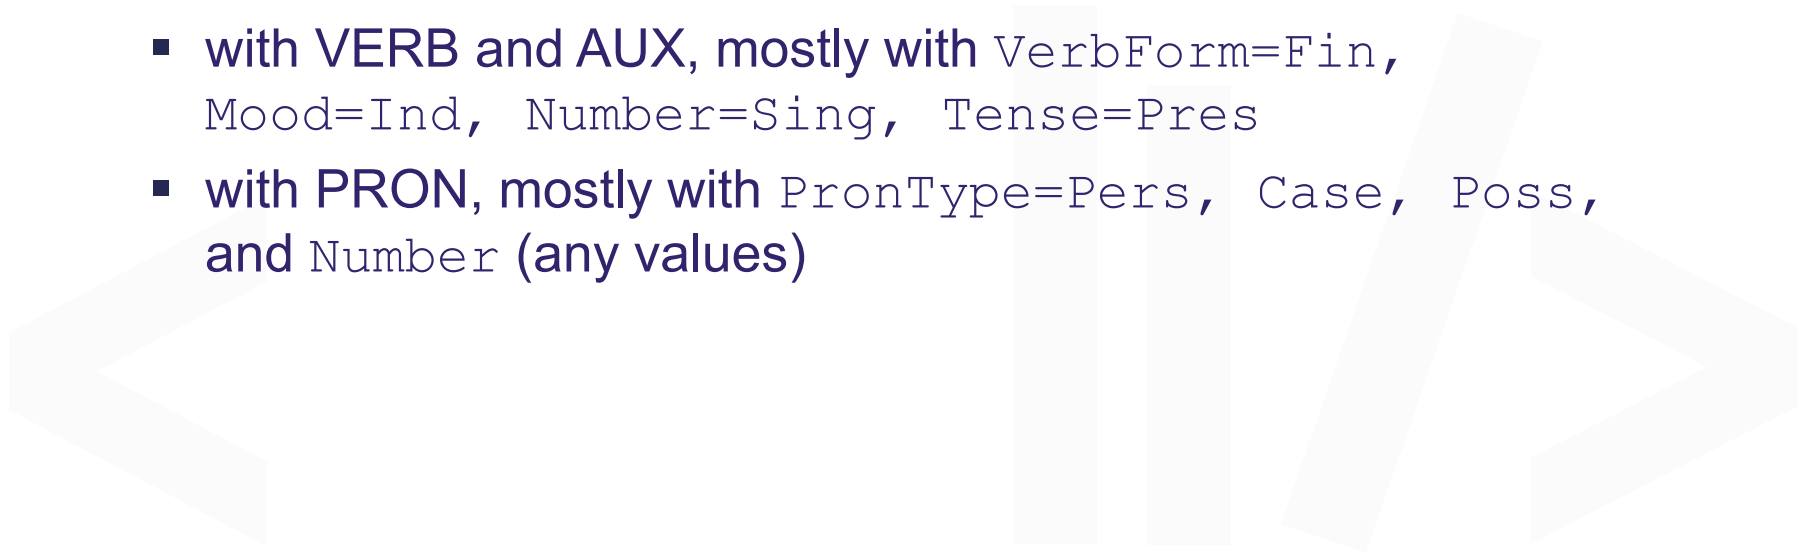 ▪ with VERB and AUX, mostly with VerbForm=Fin,
Mood=Ind, Number=Sing, Tense=Pres
▪ with PRON, mostly with PronType=Pers, Case, Poss,
and Number (any values)